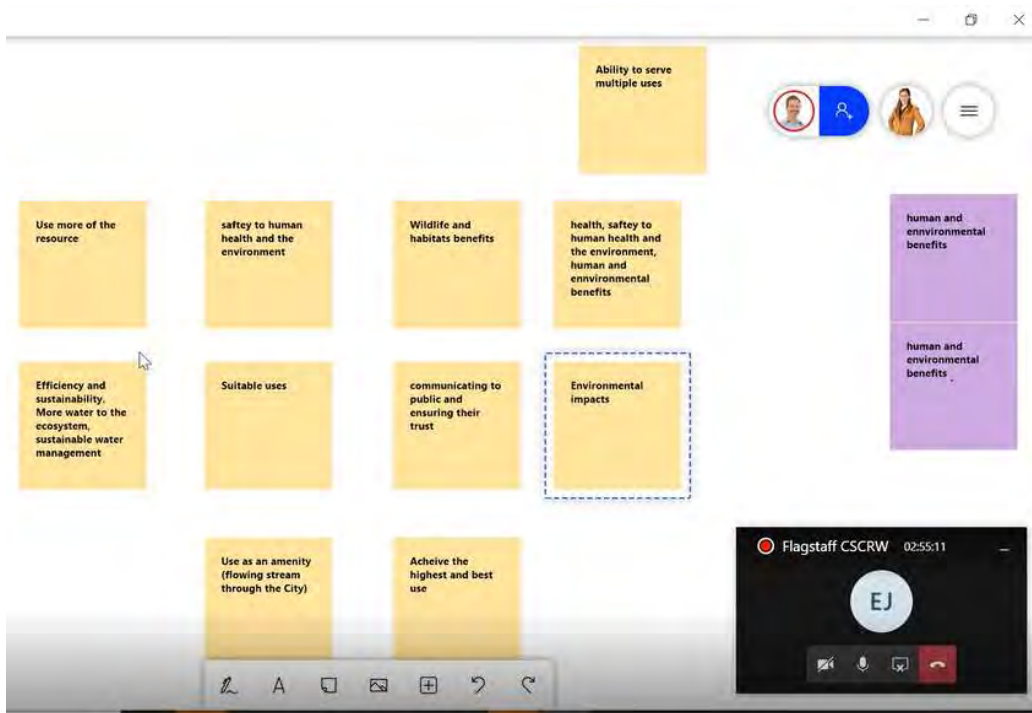 Ability to serve
multiple uses
Use more of the
resource
saftey to human
health and the
environment
Wildlife and
habitats benefits
health, saftey to
human health and
the environment,
human and
ennvironmental
benefits
human and
ennvironmental
benefits
human and
environmental
benefits .
Efficiency and
sustainability.
More water to the
ecosystem,
sustainable water
management
Suitable uses
communicating to
public and
ensuring their
trust
Environmental
impacts
Use as an amenity
(flowing stream
through the City)
Acheive the
highest and best
use
Flagstaff CSCRW 02:55:11
EJ
A